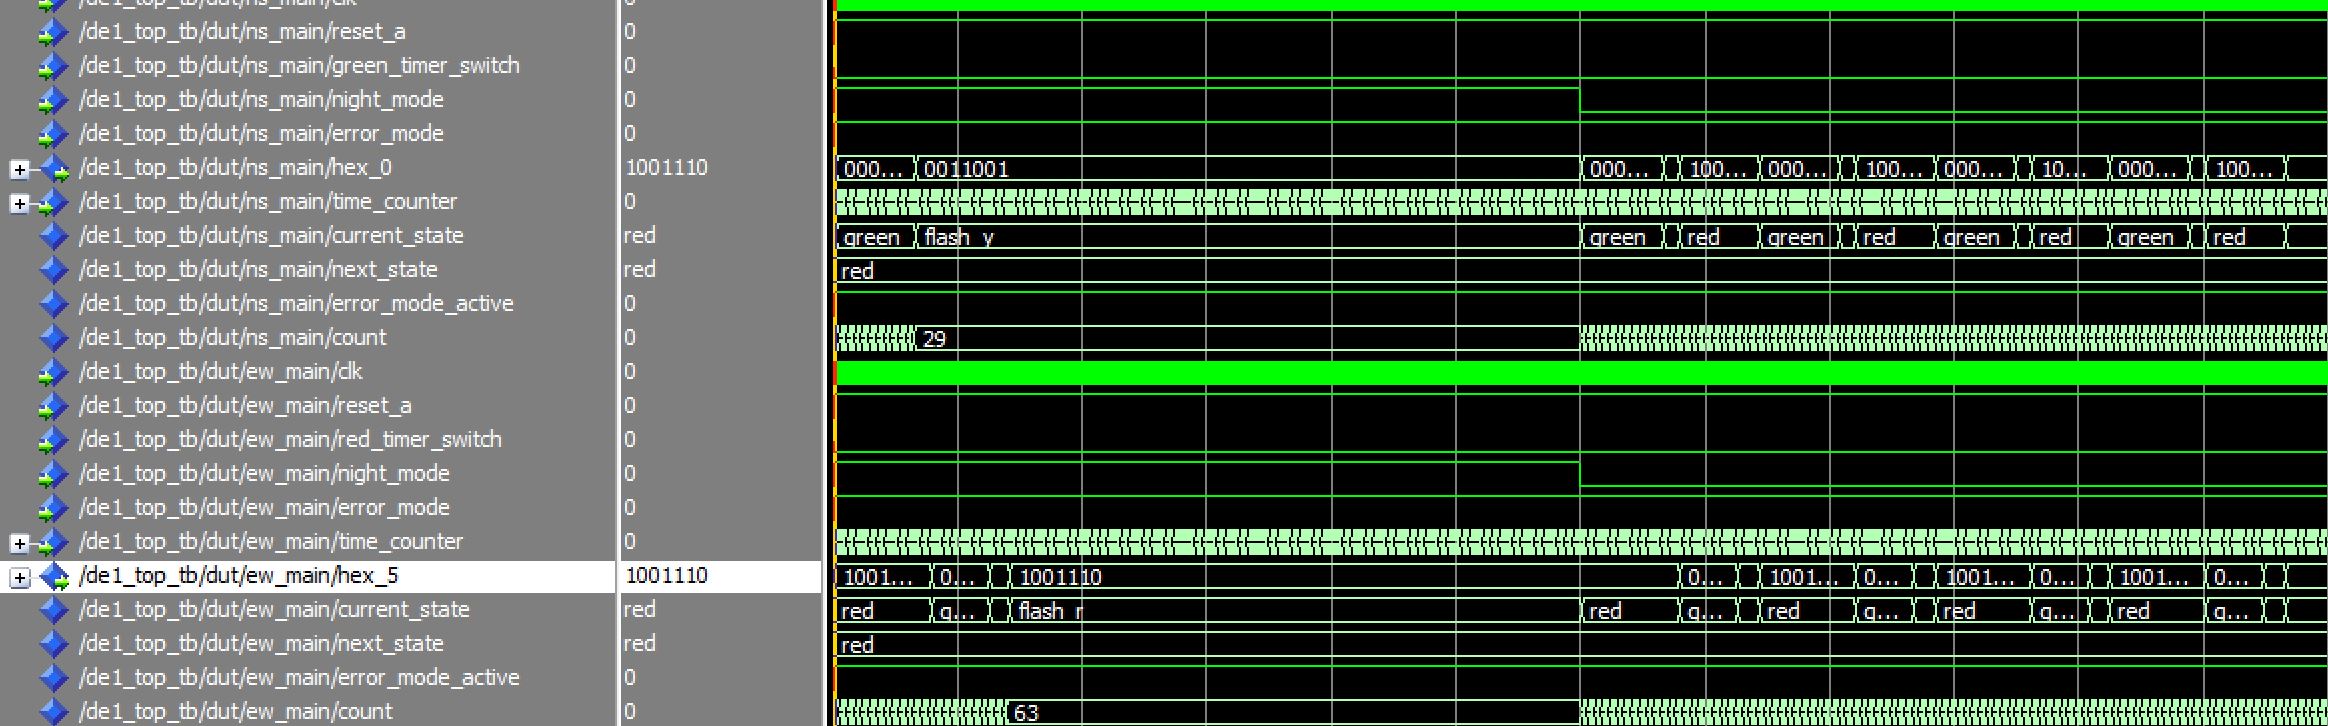 /de1_top_tb/dut/ns_main/clk 0
/de1_top_tb/dut/ns_main/reset_a 0
/de1_top_tb/dut/ns_main/green_timer_switch 0
/de1_top_tb/dut/ns_main/night_mode 0
/de1_top_tb/dut/ns_main/error_mode 0
/de1_top_tb/dut/ns_main/hex_0 1001110 000... 0011001 000... 100... 000... 100... 000... 10... 000... 100...
/de1_top_tb/dut/ns_main/time_counter 0
/de1_top_tb/dut/ns_main/current_state red green flash_y green red green red green red green red
/de1_top_tb/dut/ns_main/next_state red red
/de1_top_tb/dut/ns_main/error_mode_active 0
/de1_top_tb/dut/ns_main/count 0 29
/de1_top_tb/dut/ew_main/clk 0
/de1_top_tb/dut/ew_main/reset_a 0
/de1_top_tb/dut/ew_main/red_timer_switch 0
/de1_top_tb/dut/ew_main/night_mode 0
/de1_top_tb/dut/ew_main/error_mode 0
/de1_top_tb/dut/ew_main/time_counter 0
/de1_top_tb/dut/ew_main/hex_5 1001110 1001... 0... 1001110 0... 1001... 0... 1001... 0... 1001... 0...
/de1_top_tb/dut/ew_main/current_state red red g... flash_r red g... red g... red g... red g...
/de1_top_tb/dut/ew_main/next_state red red
/de1_top_tb/dut/ew_main/error_mode_active 0
/de1_top_tb/dut/ew_main/count 0 63